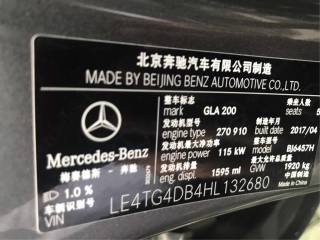 北京奔驰汽车有限公司制造
MADE BY BEIJING BENZ AUTOMOTIVE CO.,LTD.
整车标志 乘坐人数
mark GLA 200 seats 5
发动机型号 制造年月
engine type 270 910 built date 2017/04
发动机最大净功率 整车型号
engine power 115 kW model BJ6457H
发动机排量 最大允许总质量
eng. displ. 1595 ml GVW 1920 kg
Mercedes-Benz
梅赛德斯-奔驰
1.0 %
中国制造
Made in China
车辆识别号
VIN LE4TG4DB4HL132680